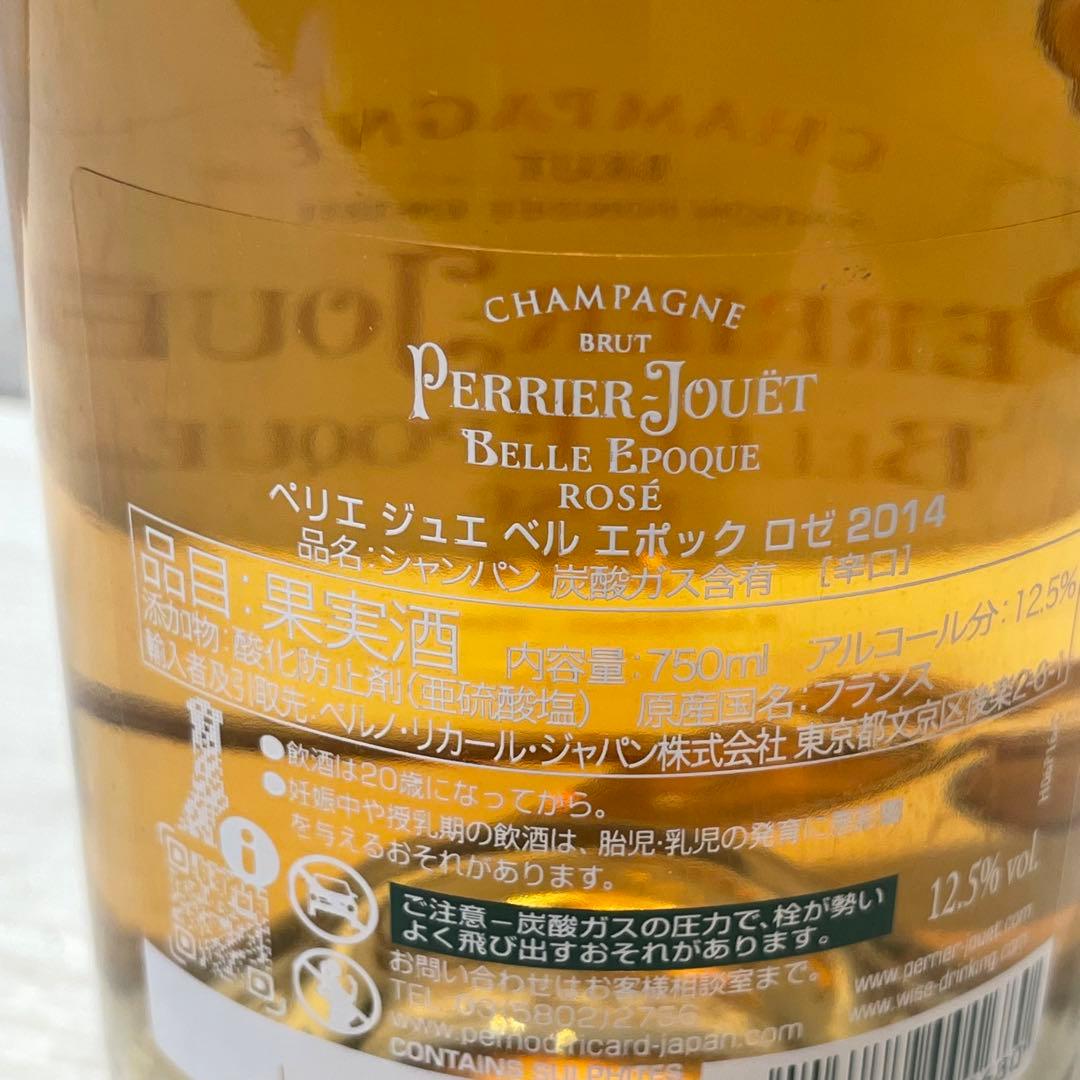 CHAMPAGNE
BRUT
PERRIER-JOUËT
BELLE EPOQUE
ROSÉ
ペリエ ジュエ ベル エポック ロゼ 2014
品名:シャンパン 炭酸ガス含有 [辛口]
品目:果実酒 内容量:750ml アルコール分:12.5%
添加物:酸化防止剤(亜硫酸塩) 原産国名:フランス
輸入者及引取先:ペルノ・リカール・ジャパン株式会社 東京都文京区後楽2-6-1
●飲酒は20歳になってから。
●妊娠中や授乳期の飲酒は、胎児・乳児の発育に悪影響
を与えるおそれがあります。
ご注意―炭酸ガスの圧力で、栓が勢い
よく飛び出すおそれがあります。
お問い合わせはお客様相談室まで。
TEL 03(5802)2756
www.pernod-ricard-japan.com
CONTAINS SULPHITES
12.5% vol.
www.perrier-jouet.com
www.wise-drinking.com